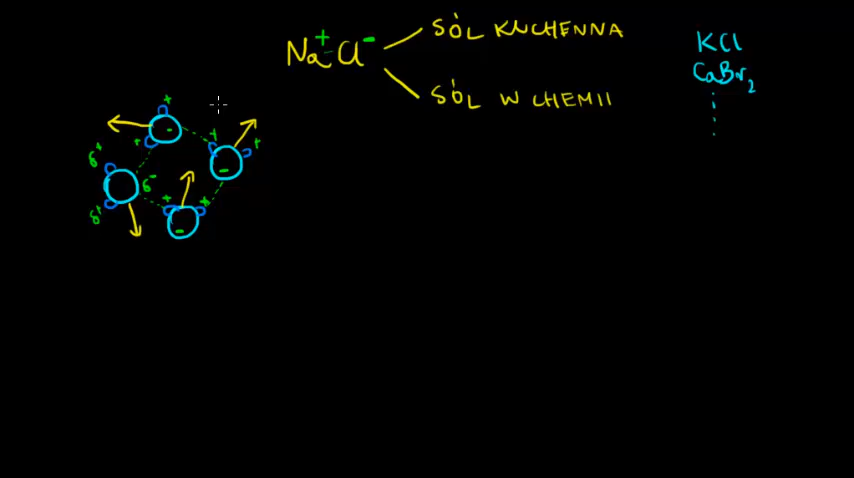 Na⁺Cl⁻
SÓL KUCHENNA
SÓL W CHEMII
KCl
CaBr₂
+
-
+
+
+
-
δ⁺
δ⁻
δ⁺
+
+
-